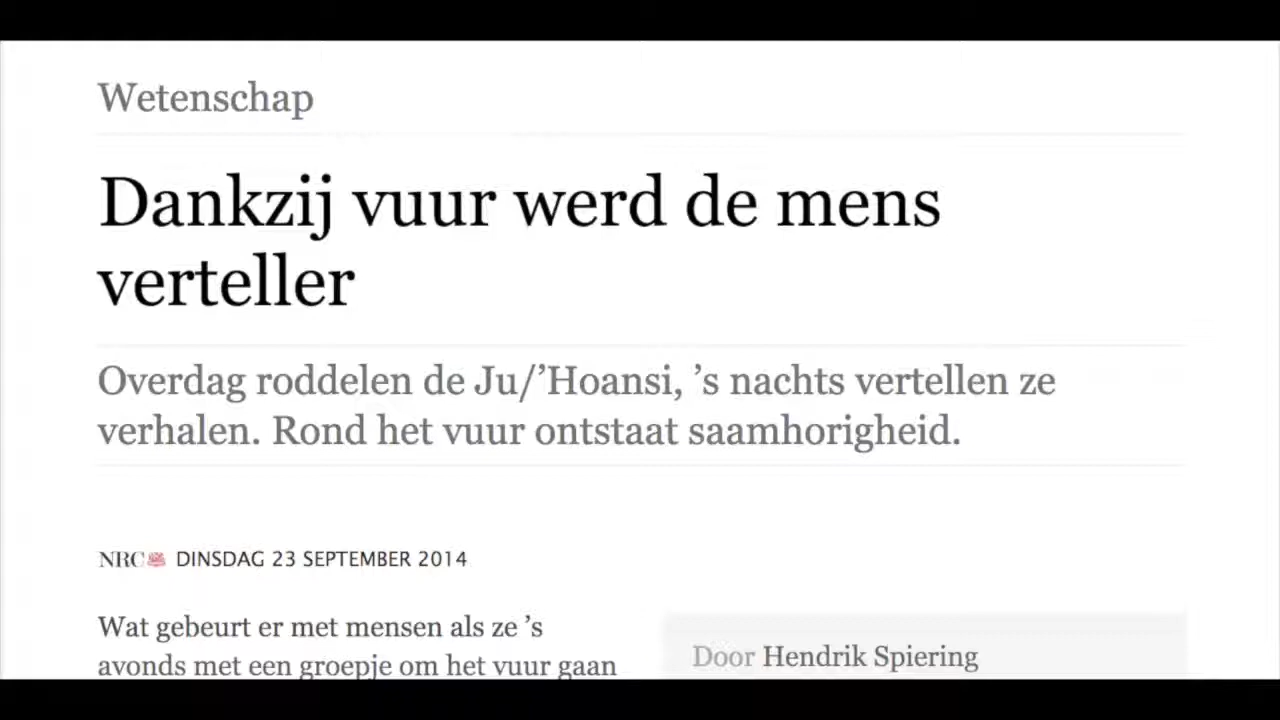 Wetenschap
Dankzij vuur werd de mens
verteller
Overdag roddelen de Ju/’Hoansi, ’s nachts vertellen ze
verhalen. Rond het vuur ontstaat saamhorigheid.
NRC DINSDAG 23 SEPTEMBER 2014
Wat gebeurt er met mensen als ze ’s
avonds met een groepje om het vuur gaan
Door Hendrik Spiering